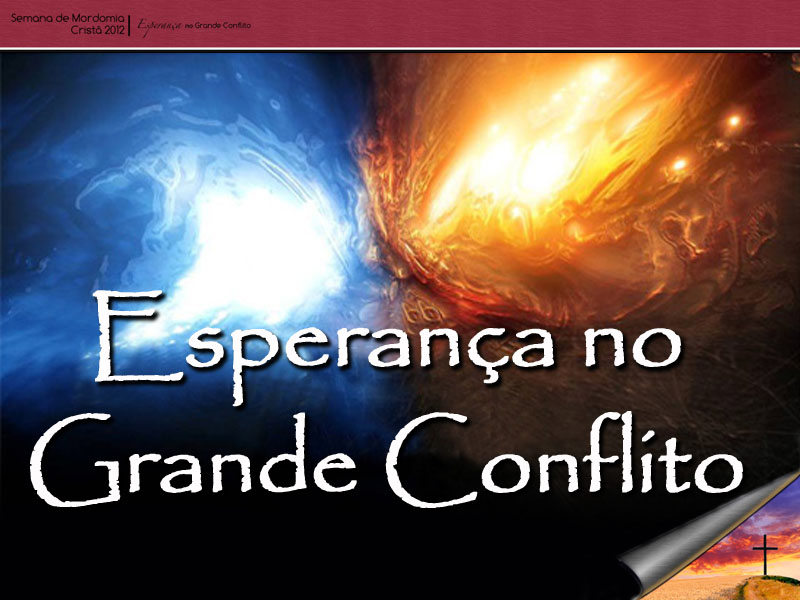 Semana de Mordomia
Cristã 2012
Esperança no Grande Conflito
Esperança no
Grande Conflito